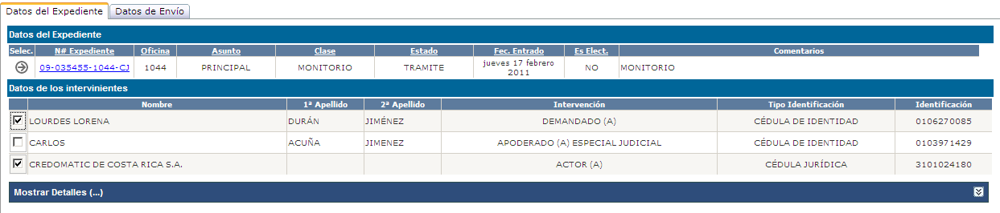 Datos del Expediente Datos de Envío
Datos del Expediente
Selec. N# Expediente Oficina Asunto Clase Estado Fec. Entrado Es Elect. Comentarios
09-035455-1044-CJ 1044 PRINCIPAL MONITORIO TRAMITE jueves 17 febrero 2011 NO MONITORIO
Datos de los intervinientes
Nombre 1ª Apellido 2ª Apellido Intervención Tipo Identificación Identificación
LOURDES LORENA DURÁN JIMÉNEZ DEMANDADO (A) CÉDULA DE IDENTIDAD 0106270085
CARLOS ACUÑA JIMENEZ APODERADO (A) ESPECIAL JUDICIAL CÉDULA DE IDENTIDAD 0103971429
CREDOMATIC DE COSTA RICA S.A. ACTOR (A) CÉDULA JURÍDICA 3101024180
Mostrar Detalles (...)